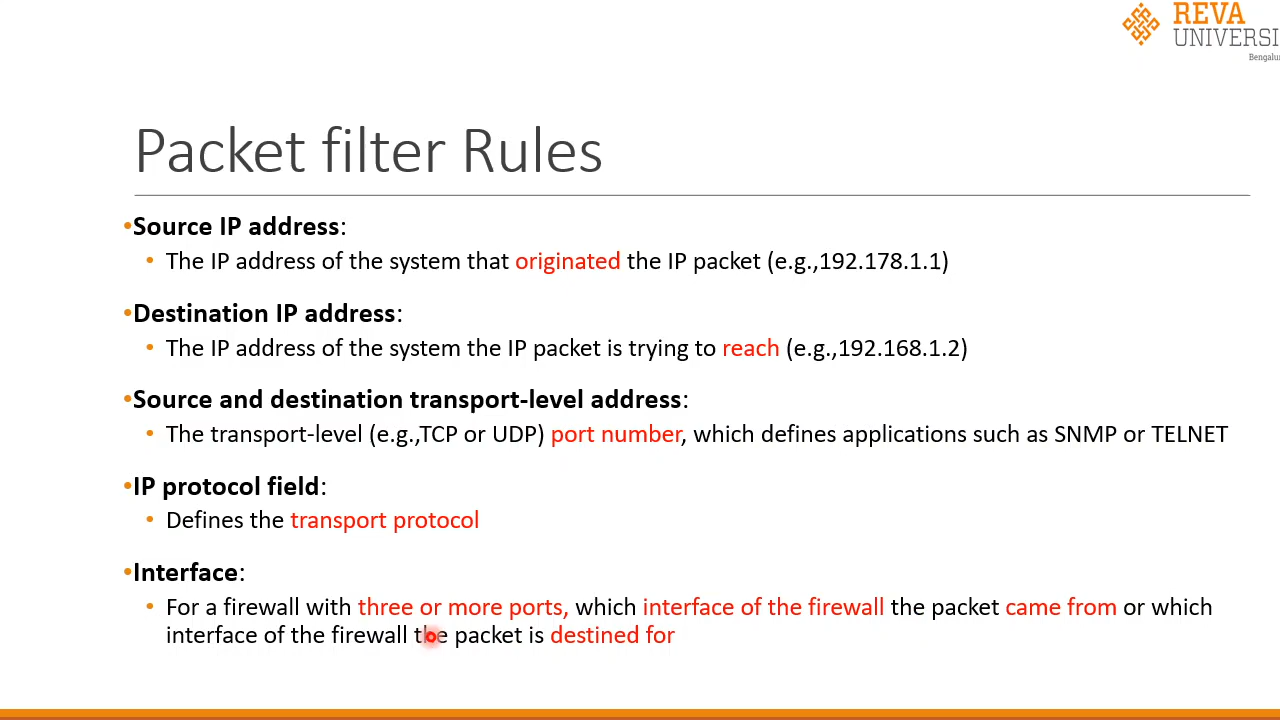 REVA
UNIVERSI
Bengalur
Packet filter Rules
•Source IP address:
• The IP address of the system that originated the IP packet (e.g.,192.178.1.1)
•Destination IP address:
• The IP address of the system the IP packet is trying to reach (e.g.,192.168.1.2)
•Source and destination transport-level address:
• The transport-level (e.g.,TCP or UDP) port number, which defines applications such as SNMP or TELNET
•IP protocol field:
• Defines the transport protocol
•Interface:
• For a firewall with three or more ports, which interface of the firewall the packet came from or which
interface of the firewall the packet is destined for